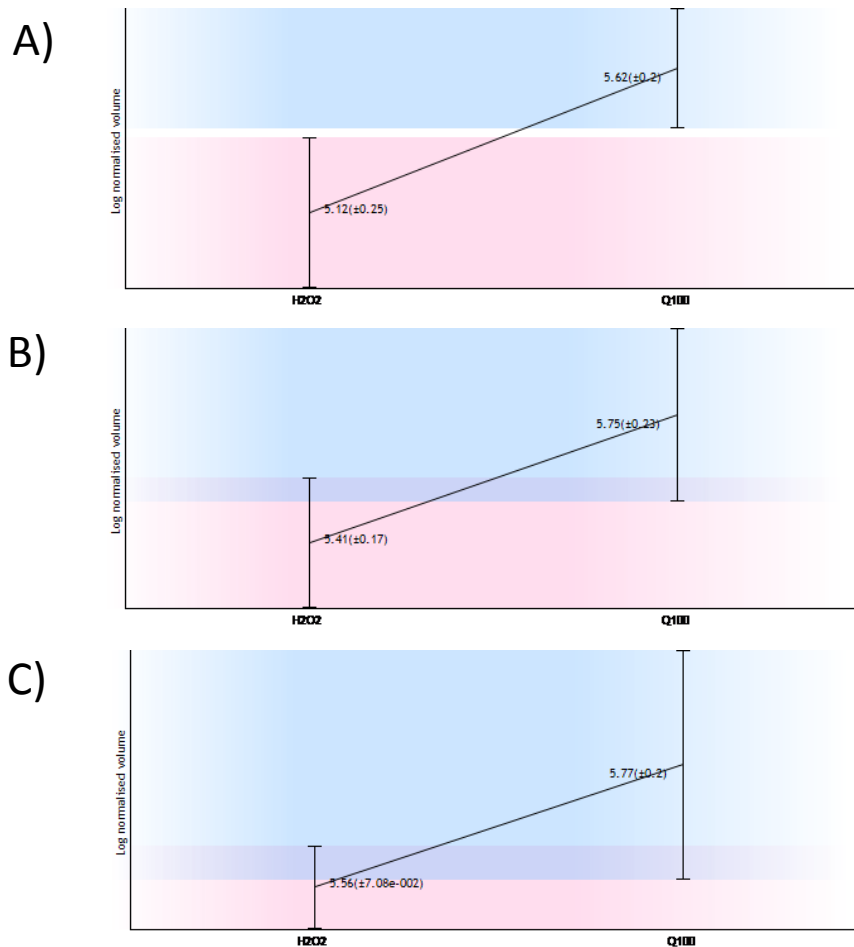 A)
Log normalised volume
5.62(±0.2)
5.12(±0.25)
H2O2 Q100
B)
Log normalised volume
5.75(±0.23)
5.41(±0.17)
H2O2 Q100
C)
Log normalised volume
5.77(±0.2)
5.56(±7.08e-002)
H2O2 Q100